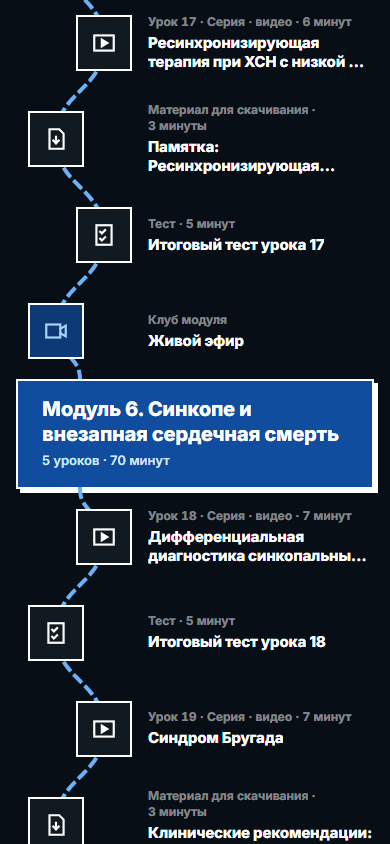 Урок 17 · Серия · видео · 6 минут
Ресинхронизирующая
терапия при ХСН с низкой ...
Материал для скачивания ·
3 минуты
Памятка:
Ресинхронизирующая...
Тест · 5 минут
Итоговый тест урока 17
Клуб модуля
Живой эфир
Модуль 6. Синкопе и
внезапная сердечная смерть
5 уроков · 70 минут
Урок 18 · Серия · видео · 7 минут
Дифференциальная
диагностика синкопальны...
Тест · 5 минут
Итоговый тест урока 18
Урок 19 · Серия · видео · 7 минут
Синдром Бругада
Материал для скачивания ·
3 минуты
Клинические рекомендации: